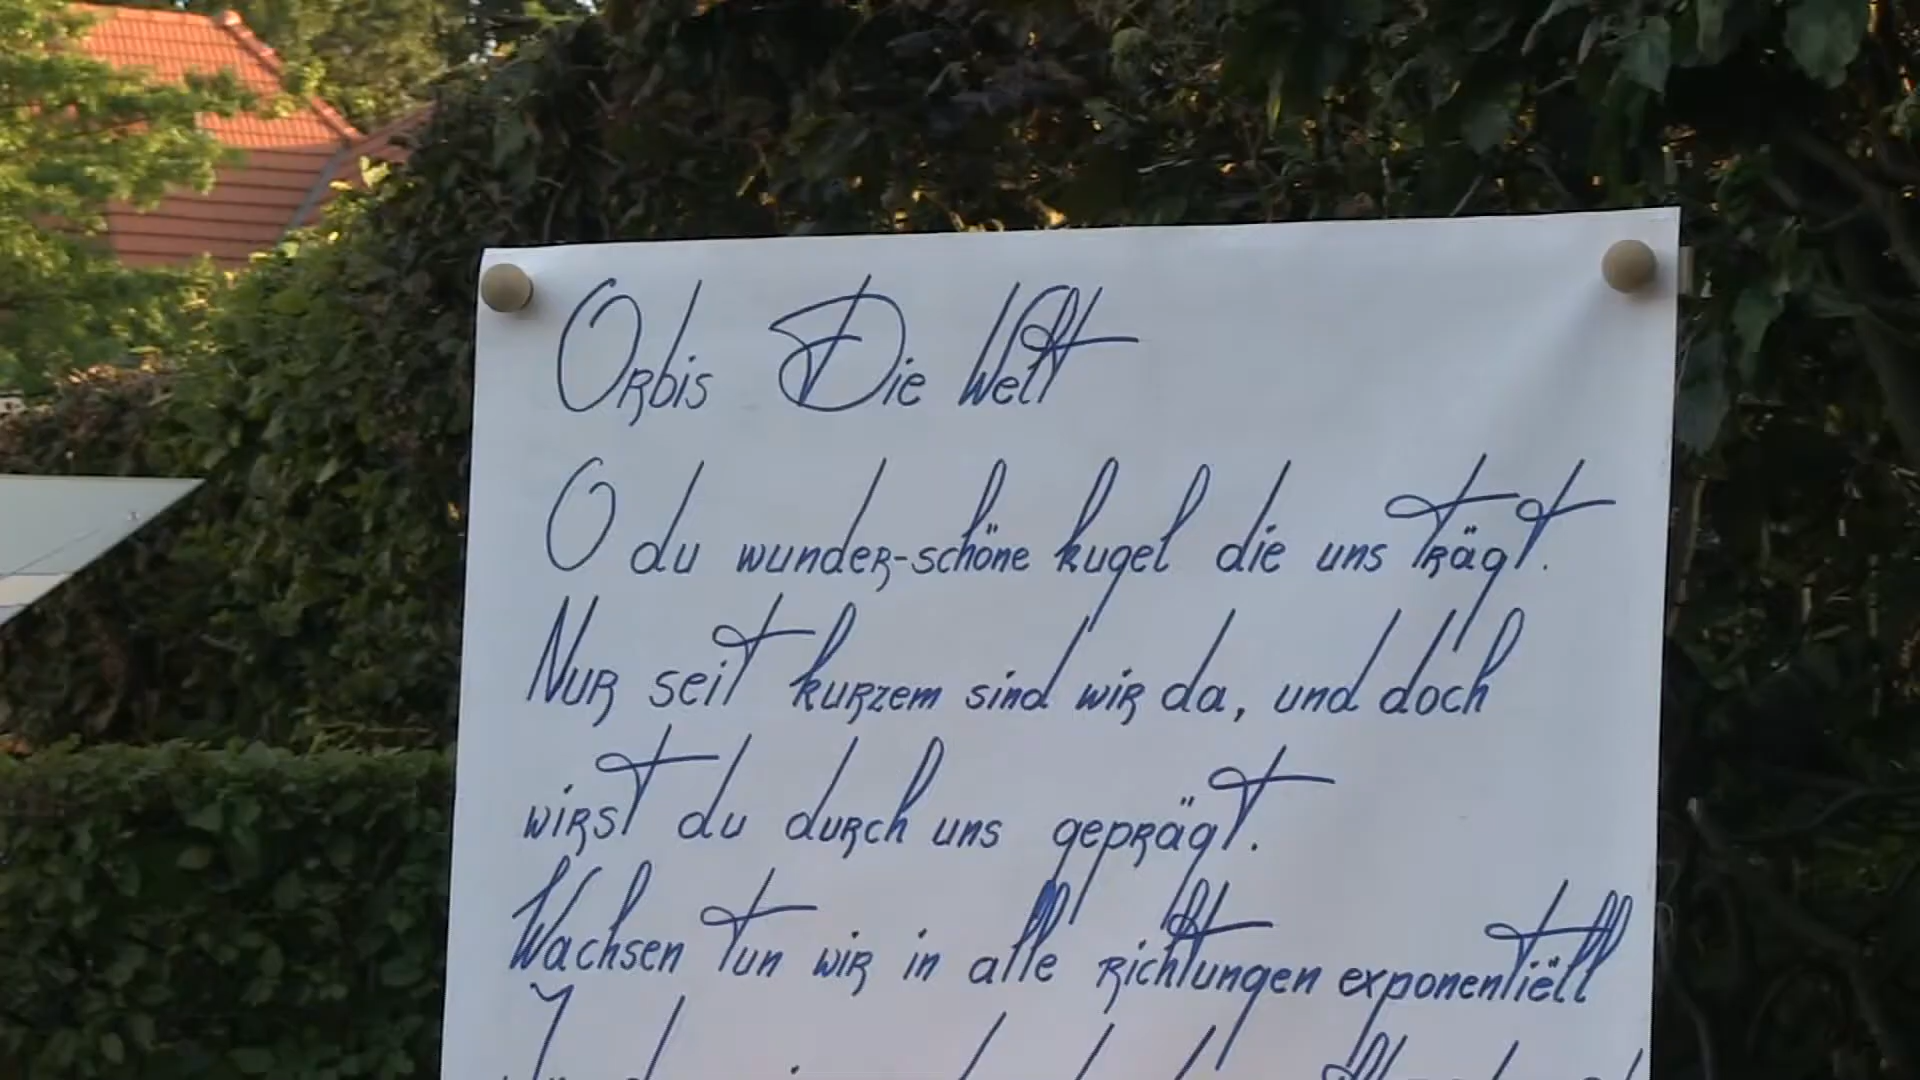 Orbis Die Welt
O du wunder-schöne kugel die uns trägt.
Nur seit kurzem sind wir da, und doch
wirst du durch uns geprägt.
Wachsen tun wir in alle richtungen exponentiëll